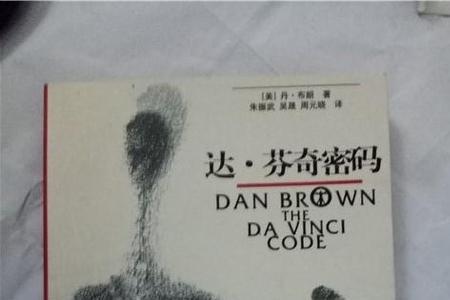 [美] 丹·布朗 著
朱振武 吴晟 周元晓 译
达·芬奇密码
DAN BROWN
THE
DA VINCI
CODE